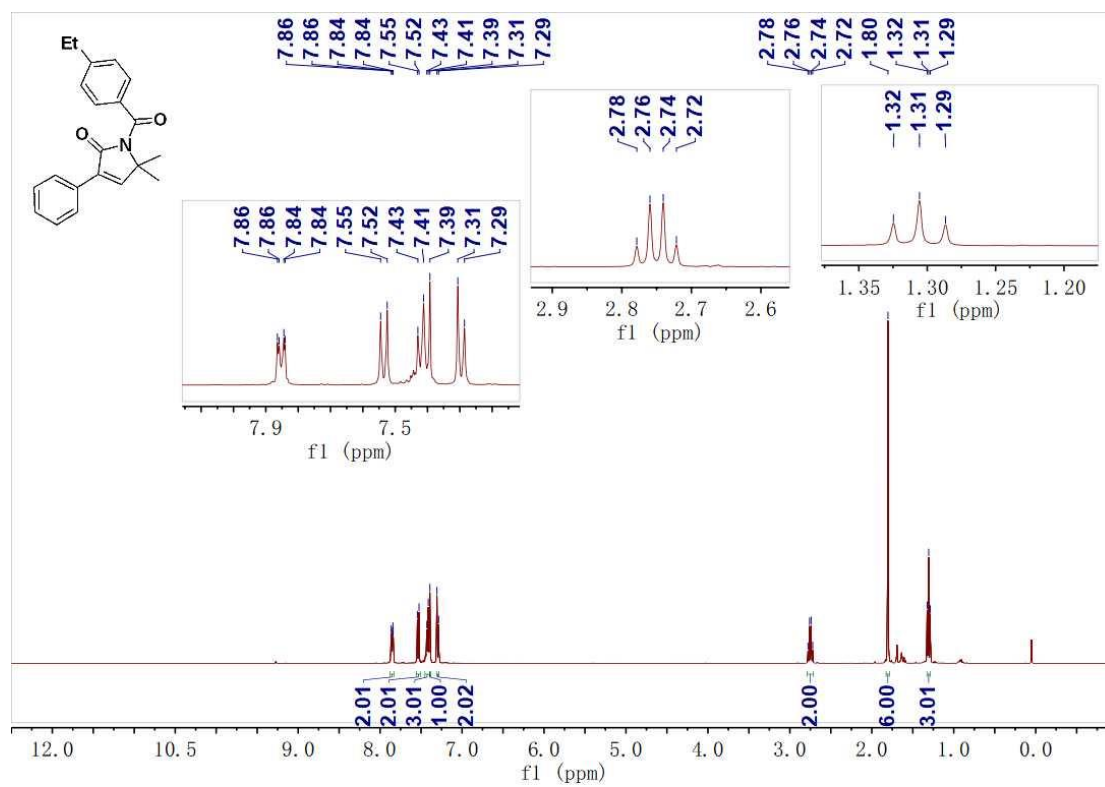 7.86 7.86 7.84 7.84 7.55 7.52 7.43 7.41 7.39 7.31 7.29 2.78 2.76 2.74 2.72 1.80 1.32 1.31 1.29
Et
O
N
O
2.78 2.76 2.74 2.72
1.32 1.31 1.29
7.86 7.86 7.84 7.84 7.55 7.52 7.43 7.41 7.39 7.31 7.29
2.9 2.8 2.7 2.6
f1 (ppm)
1.35 1.30 1.25 1.20
f1 (ppm)
7.9 7.5
f1 (ppm)
2.01 2.01 3.01 1.00 2.02 2.00 6.00 3.01
12.0 10.5 9.0 8.0 7.0 6.0 5.0 4.0 3.0 2.0 1.0 0.0
f1 (ppm)